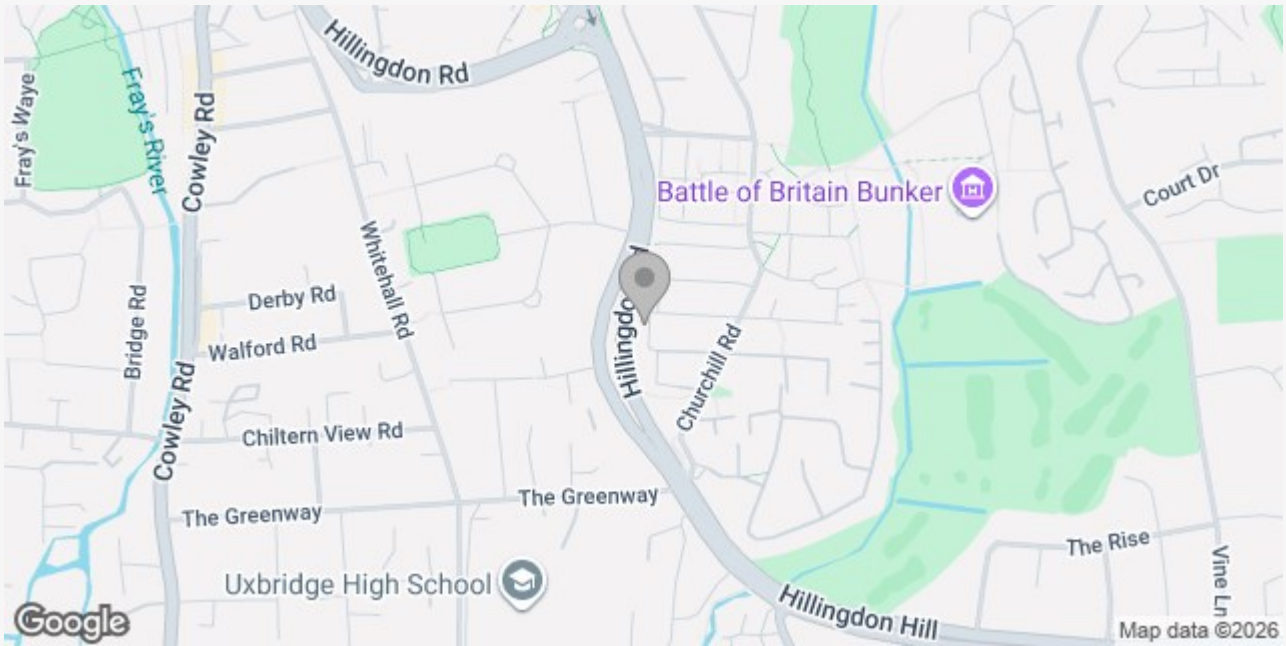 Hillingdon Rd
Fray's Waye
Fray's River
Cowley Rd
Battle of Britain Bunker
Court Dr
Whitehall Rd
Derby Rd
Bridge Rd
Walford Rd
Churchill Rd
Cowley Rd
Chiltern View Rd
The Greenway
The Greenway
The Rise
Uxbridge High School
Vine Ln
Hillingdon Hill
Google
Map data ©2026